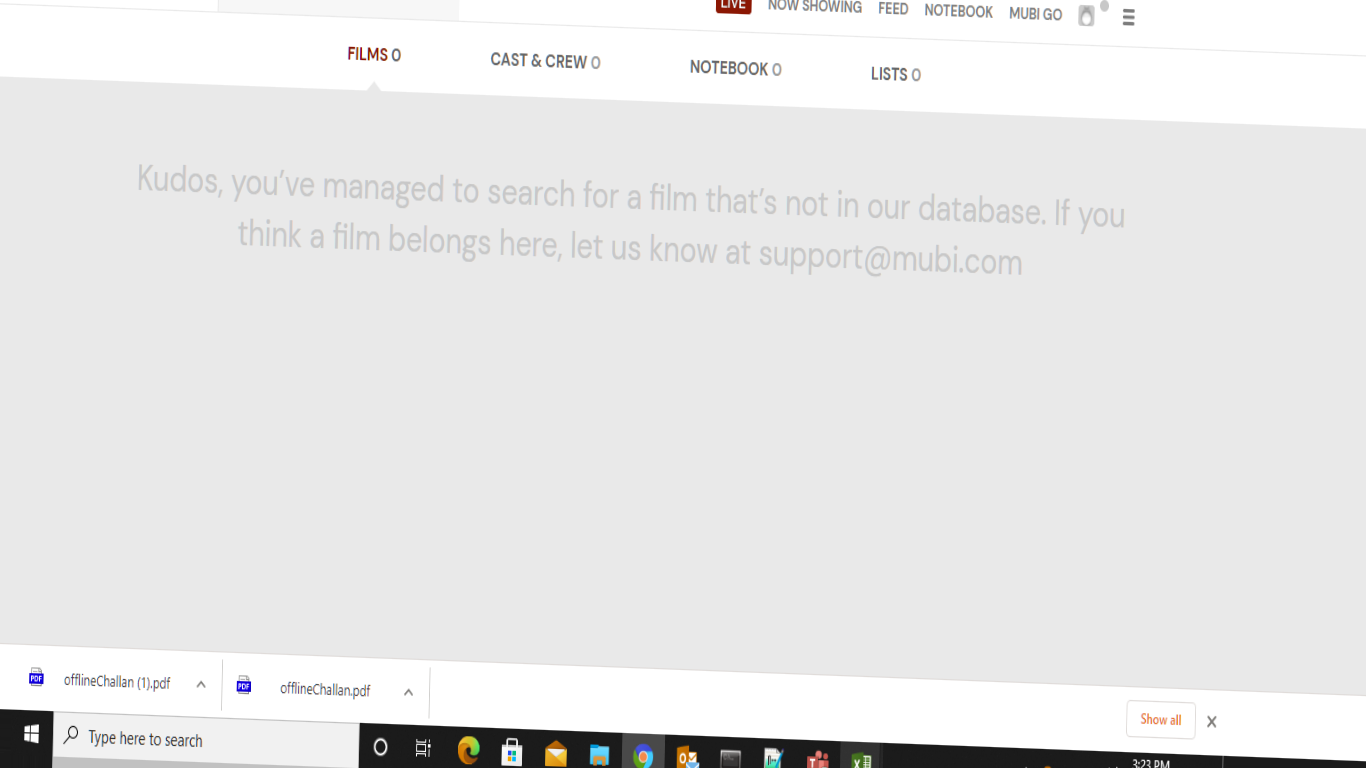 LIVE NOW SHOWING FEED NOTEBOOK MUBI GO
FILMS 0 CAST & CREW 0 NOTEBOOK 0 LISTS 0
Kudos, you've managed to search for a film that's not in our database. If you
think a film belongs here, let us know at support@mubi.com
offlineChallan (1).pdf offlineChallan.pdf Show all
Type here to search
3:23 PM